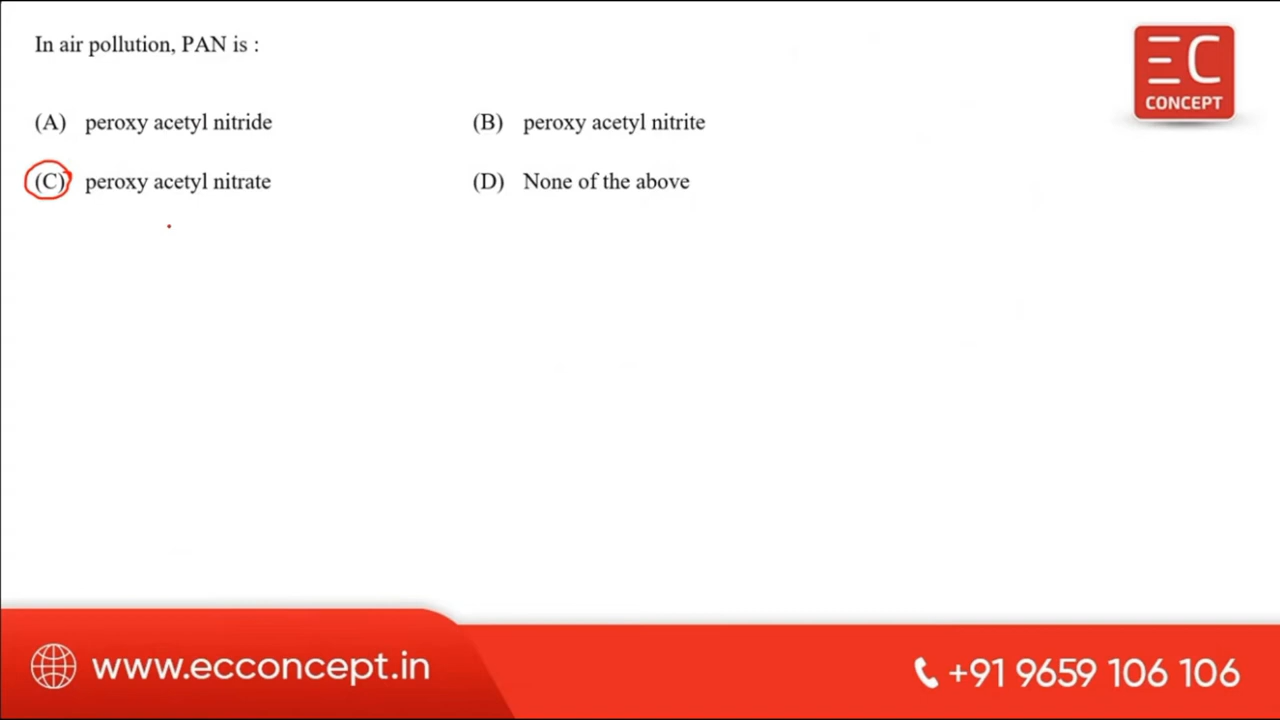 In air pollution, PAN is :
EC
CONCEPT
(A) peroxy acetyl nitride (B) peroxy acetyl nitrite
(C) peroxy acetyl nitrate (D) None of the above
www.ecconcept.in
+91 9659 106 106